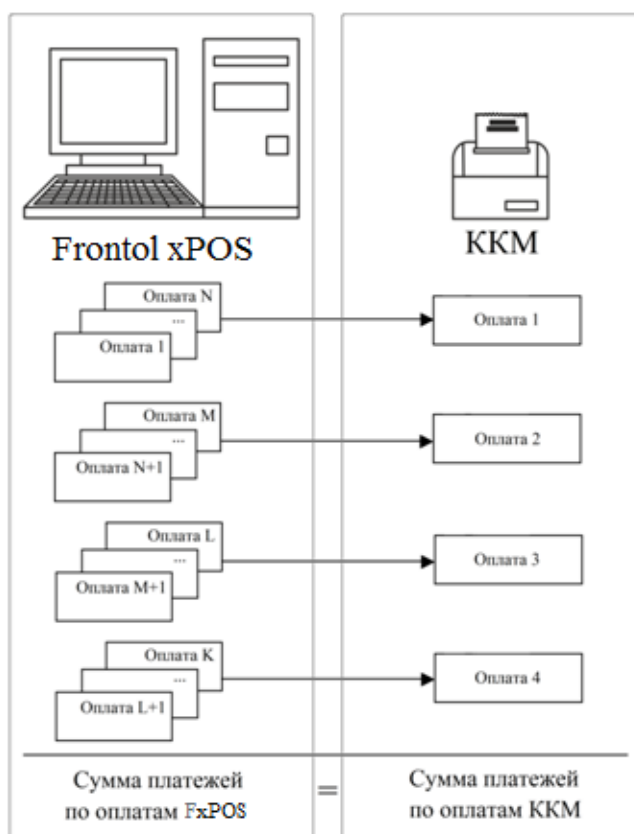 Frontol xPOS
ККМ
Оплата N
...
Оплата 1
Оплата 1
Оплата M
...
Оплата N+1
Оплата 2
Оплата L
...
Оплата M+1
Оплата 3
Оплата K
...
Оплата L+1
Оплата 4
Сумма платежей
по оплатам FxPOS
=
Сумма платежей
по оплатам ККМ